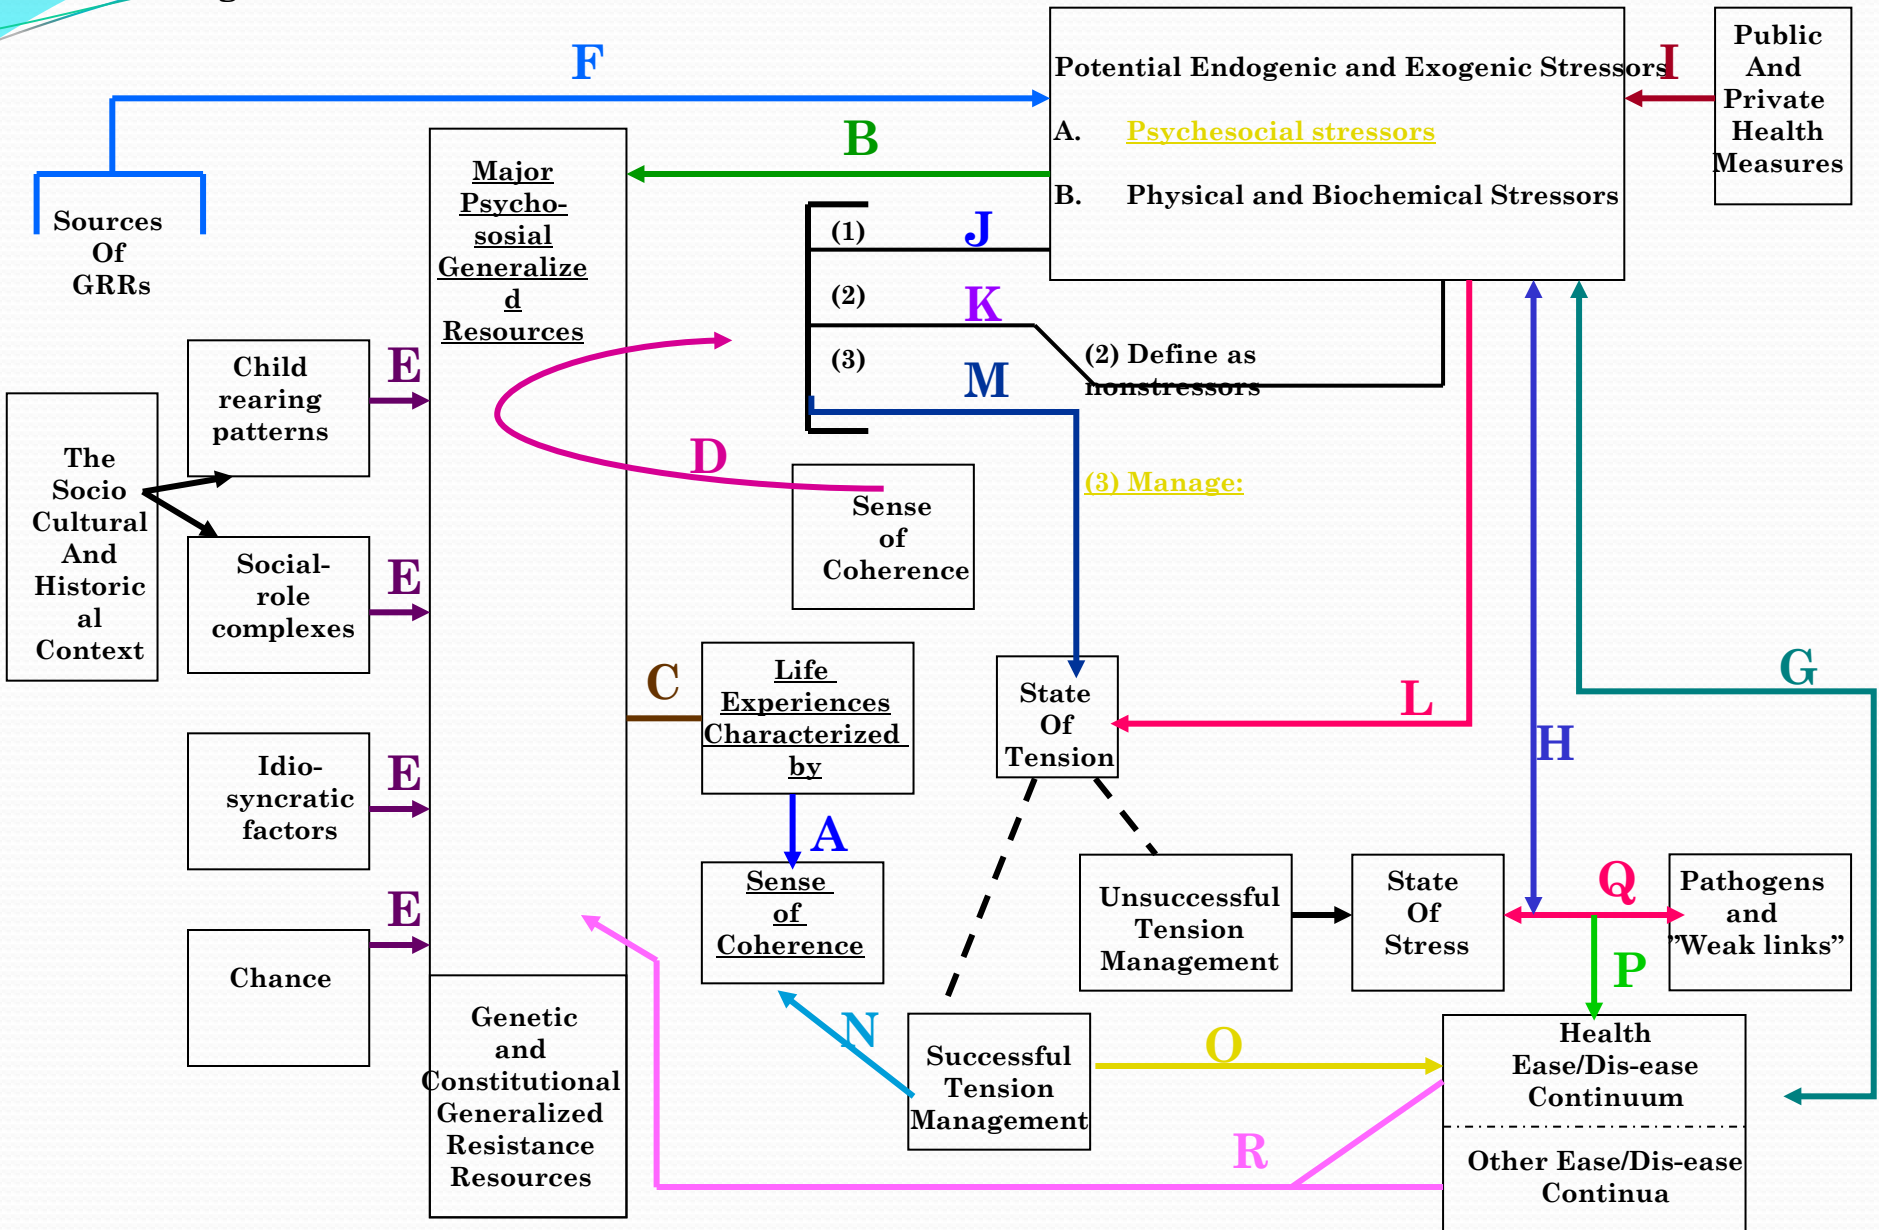 F
Potential Endogenic and Exogenic Stressors
A. Psychesocial stressors
B. Physical and Biochemical Stressors
I
Public
And
Private
Health
Measures
B
Sources
Of
GRRs
Major
Psycho-
sosial
Generalize
d
Resources
(1)
J
(2)
K
(3)
M
(2) Define as
nonstressors
D
(3) Manage:
Sense
of
Coherence
The
Socio
Cultural
And
Historic
al
Context
Child
rearing
patterns
E
Social-
role
complexes
E
Idio-
syncratic
factors
E
Chance
E
C
Life
Experiences
Characterized
by
A
Sense
of
Coherence
State
Of
Tension
L
H
G
Unsuccessful
Tension
Management
State
Of
Stress
Q
Pathogens
and
”Weak links”
P
Genetic
and
Constitutional
Generalized
Resistance
Resources
N
Successful
Tension
Management
O
Health
Ease/Dis-ease
Continuum
R
Other Ease/Dis-ease
Continua